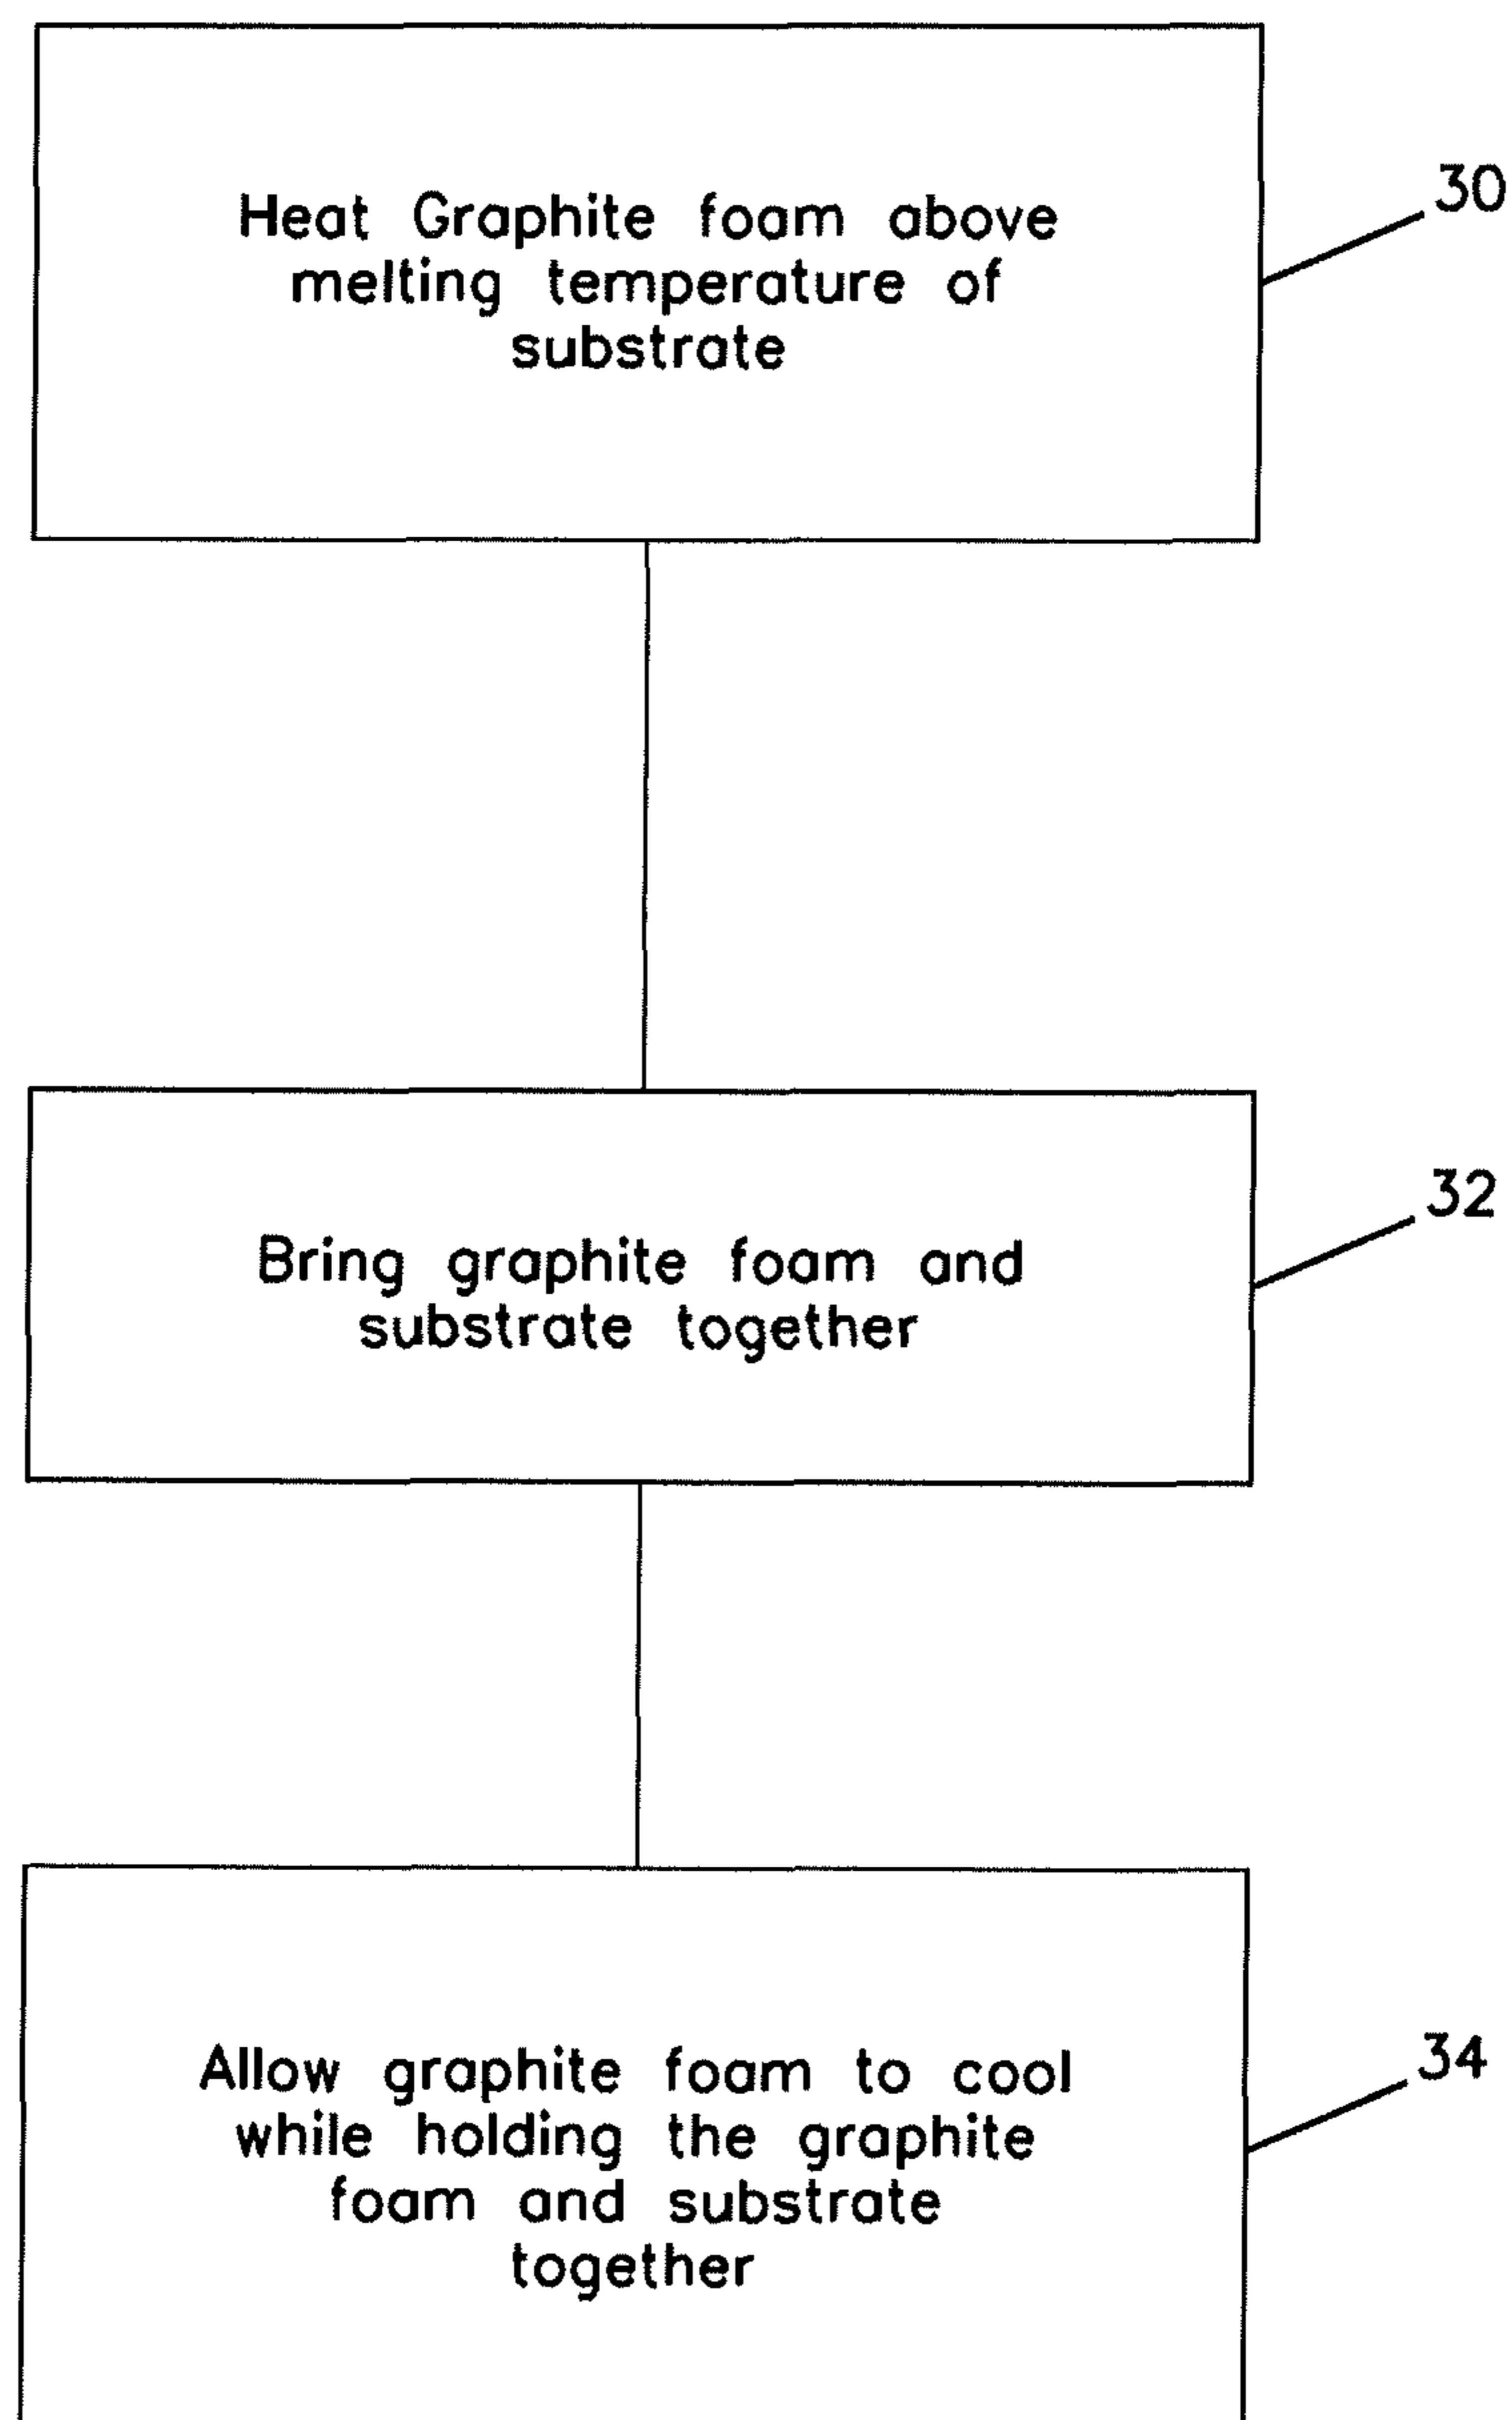 Heat Graphite foam above
melting temperature of
substrate
30
Bring graphite foam and
substrate together
32
Allow graphite foam to cool
while holding the graphite
foam and substrate
together
34